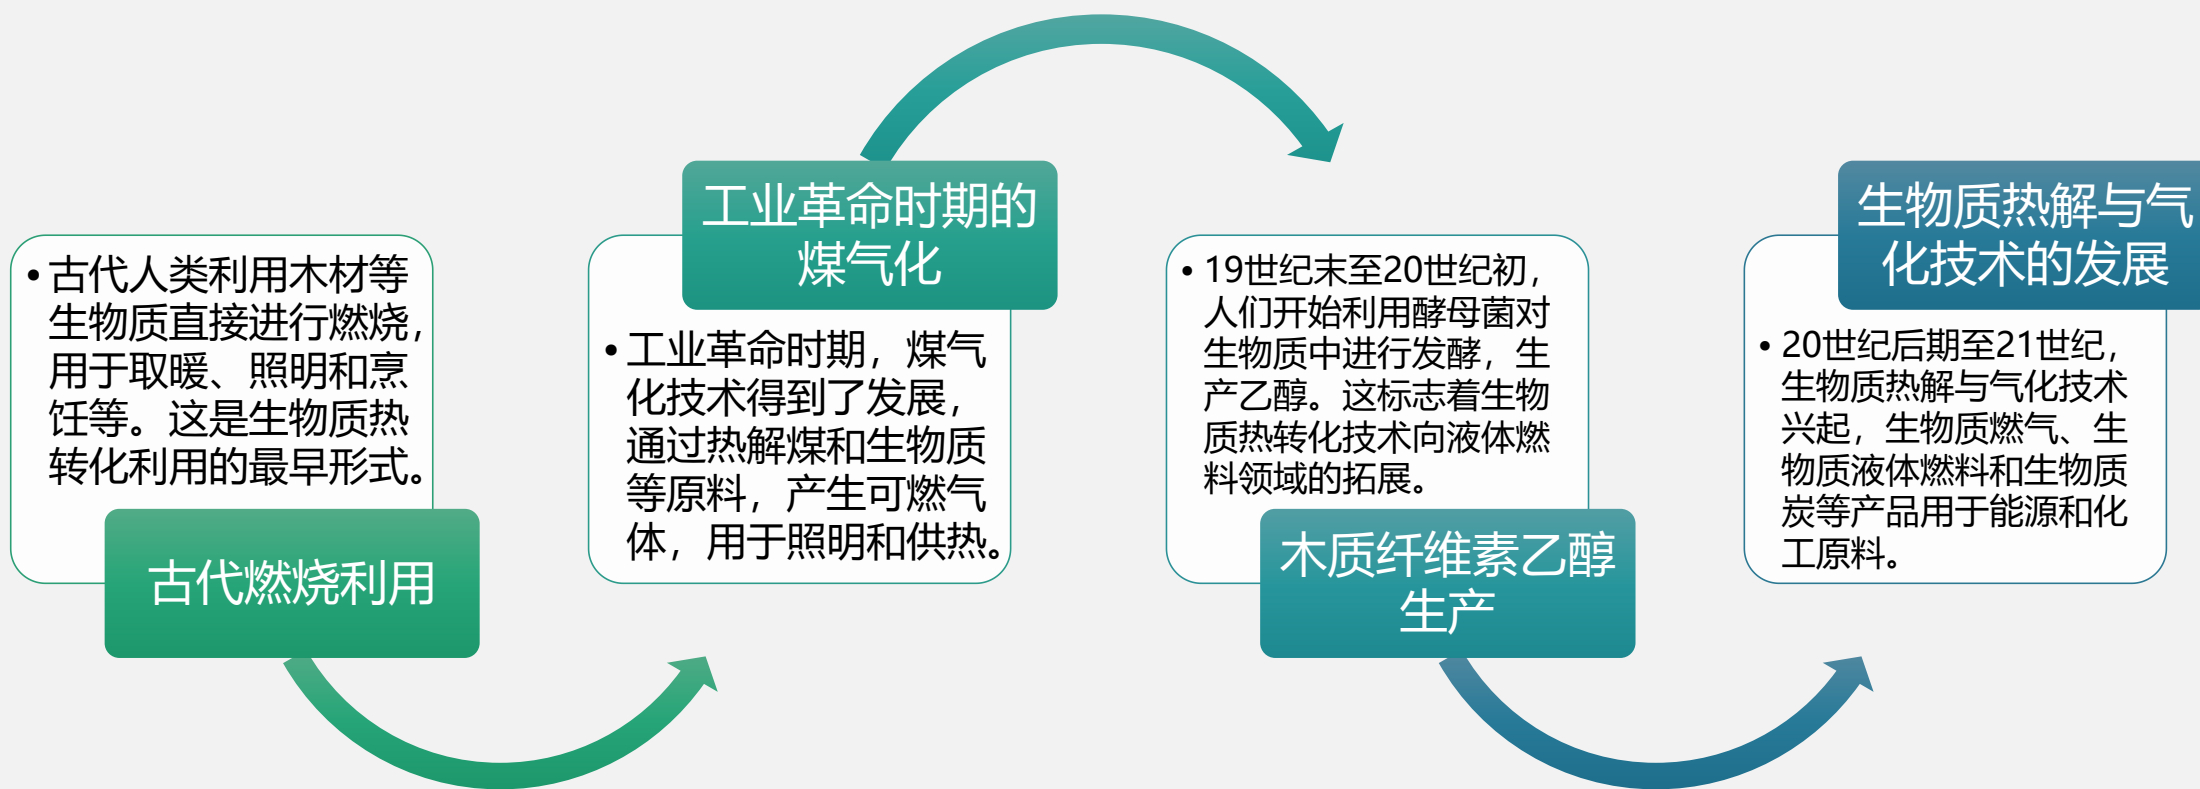 • 古代人类利用木材等
生物质直接进行燃烧，
用于取暖、照明和烹
饪等。这是生物质热
转化利用的最早形式。
古代燃烧利用
工业革命时期的
煤气化
• 工业革命时期，煤气
化技术得到了发展，
通过热解煤和生物质
等原料，产生可燃气
体，用于照明和供热。
• 19世纪末至20世纪初，
人们开始利用酵母菌对
生物质中进行发酵，生
产乙醇。这标志着生物
质热转化技术向液体燃
料领域的拓展。
木质纤维素乙醇
生产
生物质热解与气
化技术的发展
• 20世纪后期至21世纪，
生物质热解与气化技术
兴起，生物质燃气、生
物质液体燃料和生物质
炭等产品用于能源和化
工原料。